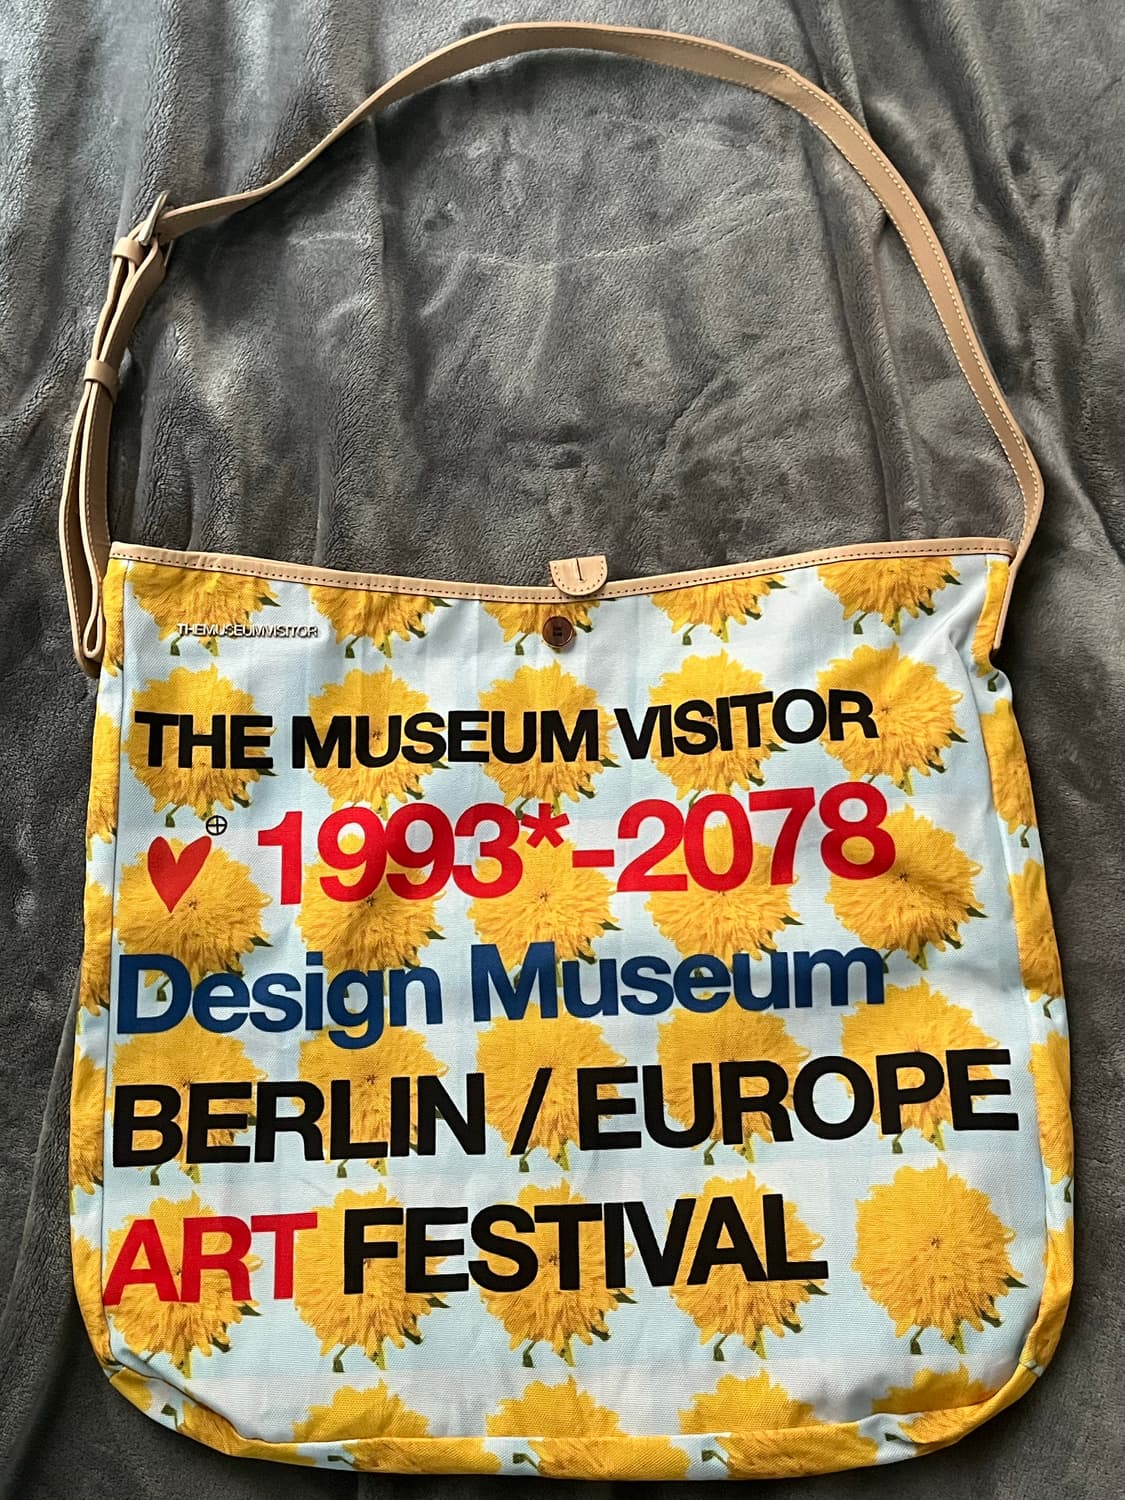 THEMUSEUMVISITOR
THE MUSEUM VISITOR
1993*-2078
Design Museum
BERLIN / EUROPE
ART FESTIVAL